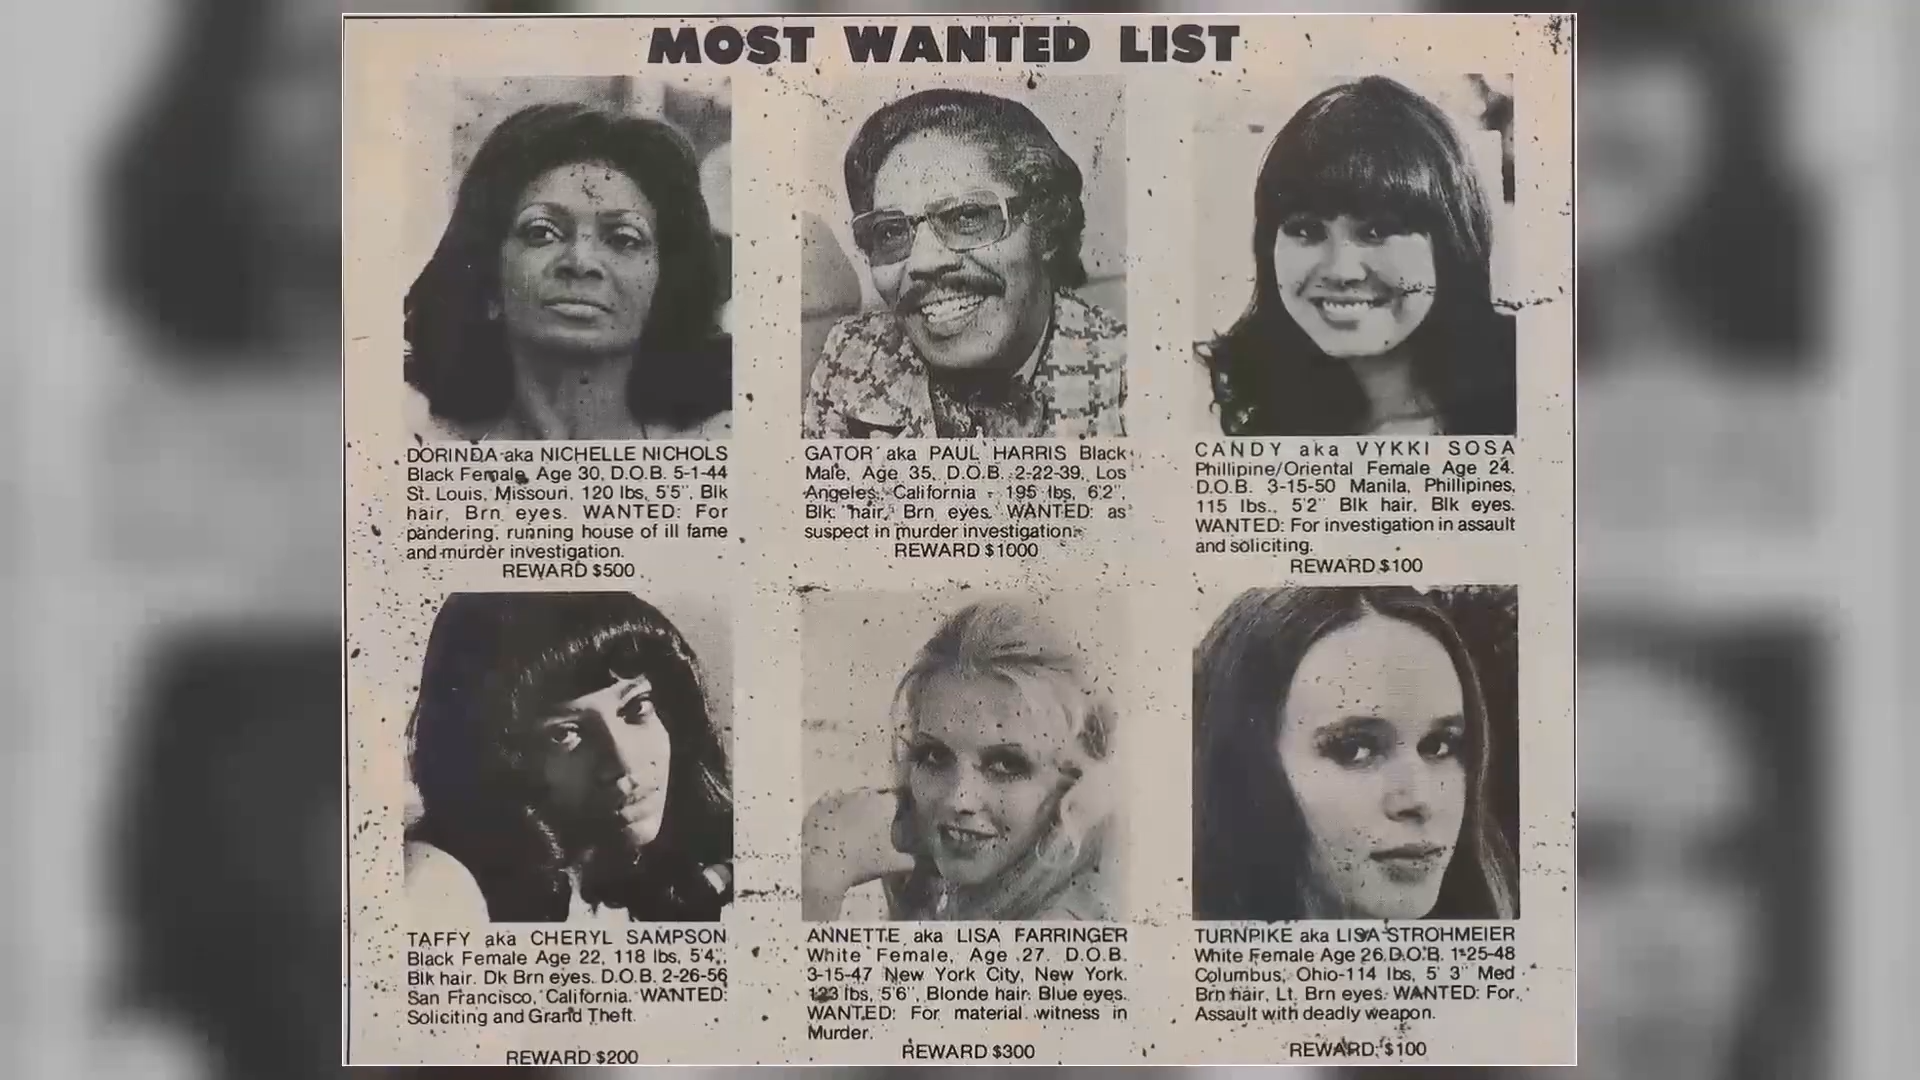 MOST WANTED LIST
DORINDA aka NICHELLE NICHOLS
Black Female, Age 30, D.O.B. 5-1-44
St. Louis, Missouri, 120 lbs, 5'5", Blk
hair, Brn eyes. WANTED: For
pandering, running house of ill fame
and murder investigation.
REWARD $500
GATOR aka PAUL HARRIS Black
Male, Age 35, D.O.B. 2-22-39, Los
Angeles, California - 195 lbs, 6'2",
Blk. hair, Brn eyes. WANTED: as
suspect in murder investigation.
REWARD $1000
CANDY aka VYKKI SOSA
Phillipine/Oriental Female Age 24.
D.O.B. 3-15-50 Manila, Phillipines,
115 lbs., 5'2" Blk hair, Blk eyes.
WANTED: For investigation in assault
and soliciting.
REWARD $100
TAFFY aka CHERYL SAMPSON
Black Female Age 22, 118 lbs, 5'4",
Blk hair. Dk Brn eyes. D.O.B. 2-26-56
San Francisco, California. WANTED:
Soliciting and Grand Theft.
REWARD $200
ANNETTE aka LISA FARRINGER
White Female, Age 27. D.O.B.
3-15-47 New York City, New York.
123 lbs, 5'6", Blonde hair. Blue eyes.
WANTED: For material witness in
Murder.
REWARD $300
TURNPIKE aka LISA STROHMEIER
White Female Age 26 D.O.B. 1-25-48
Columbus, Ohio-114 lbs, 5' 3" Med
Brn hair, Lt. Brn eyes. WANTED: For
Assault with deadly weapon.
REWARD $100